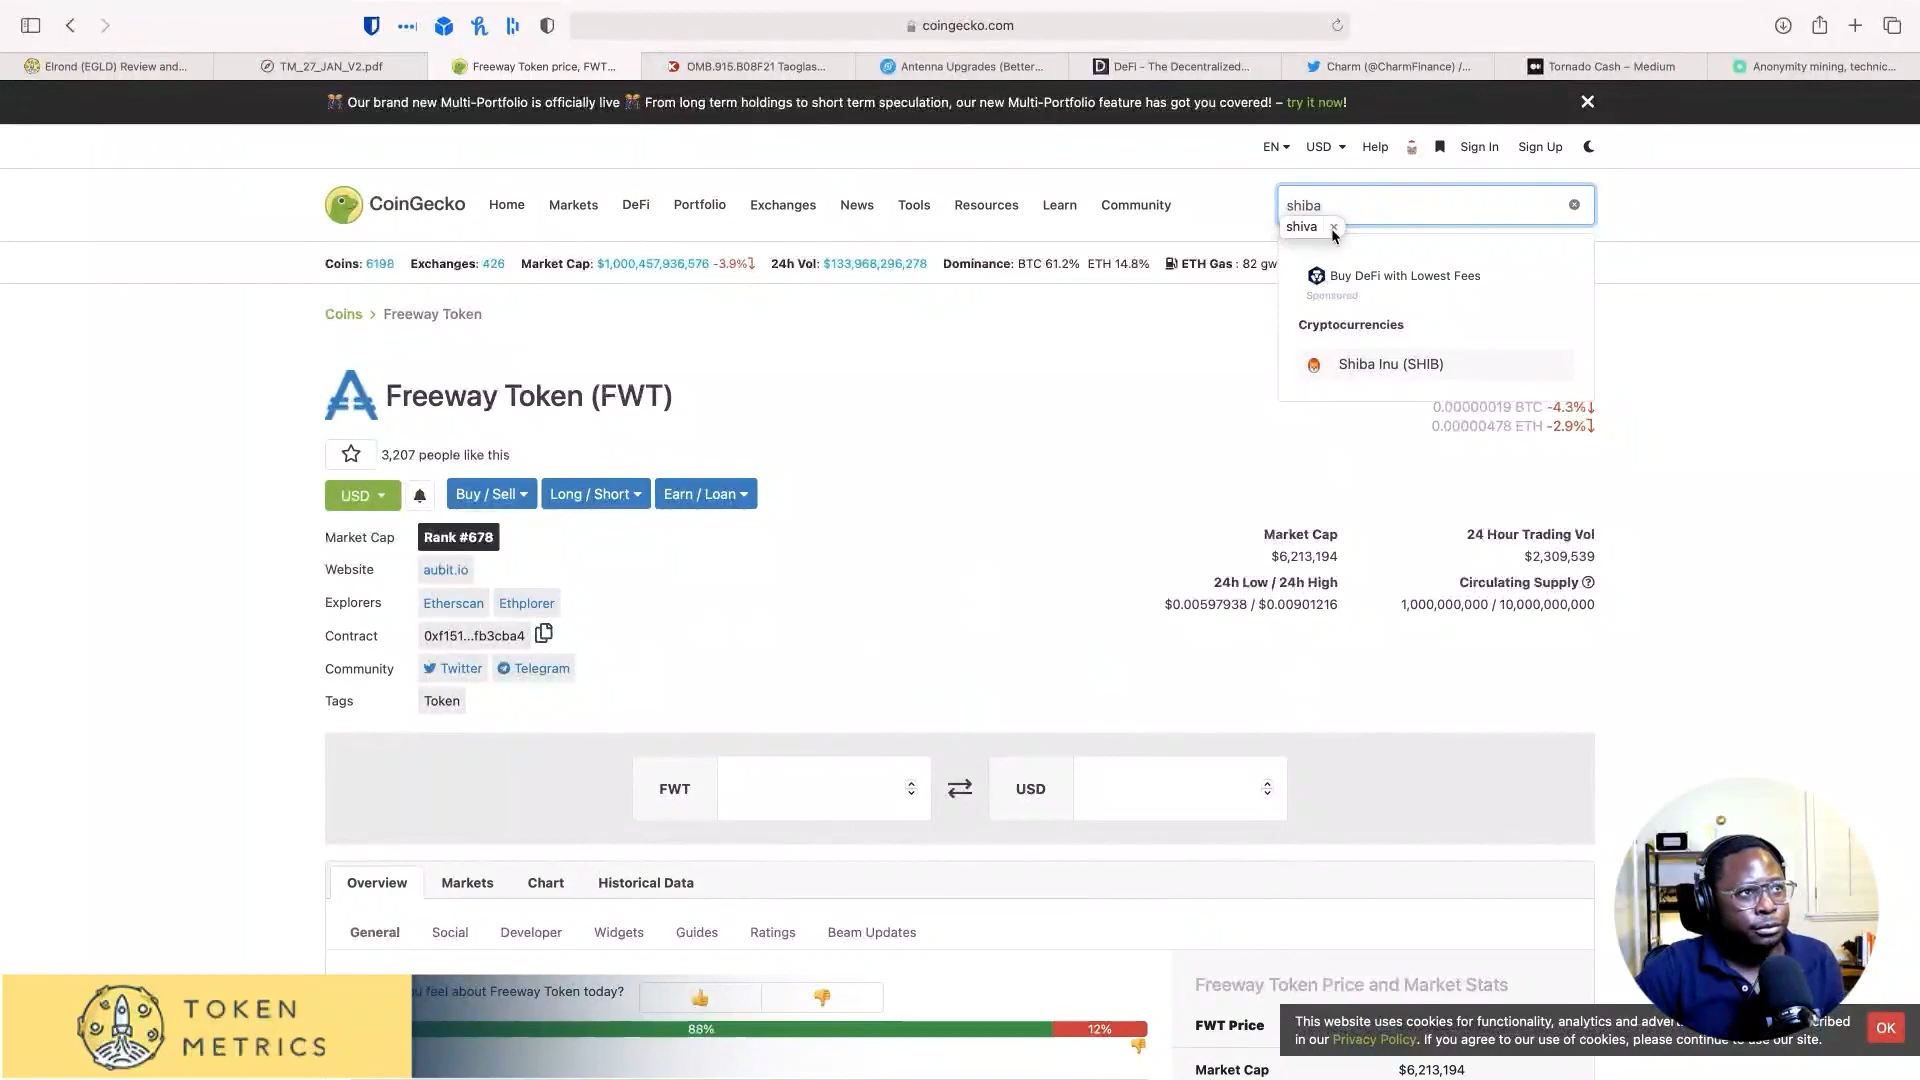 coingecko.com
Elrond (EGLD) Review and...
TM_27_JAN_V2.pdf
Freeway Token price, FWT...
OMB.915.B08F21 Taoglas...
Antenna Upgrades (Better...
DeFi - The Decentralized...
Charm (@CharmFinance) /...
Tornado Cash – Medium
Anonymity mining, technic...
Our brand new Multi-Portfolio is officially live From long term holdings to short term speculation, our new Multi-Portfolio feature has got you covered! – try it now!
EN USD Help Sign In Sign Up
CoinGecko Home Markets DeFi Portfolio Exchanges News Tools Resources Learn Community
shiba
shiva ×
Coins: 6198 Exchanges: 426 Market Cap: $1,000,457,936,576 -3.9% 24h Vol: $133,968,296,278 Dominance: BTC 61.2% ETH 14.8% ETH Gas : 82 gw
Buy DeFi with Lowest Fees
Sponsored
Cryptocurrencies
Shiba Inu (SHIB)
Coins > Freeway Token
Freeway Token (FWT)
0.00000019 BTC -4.3%
0.00000478 ETH -2.9%
3,207 people like this
USD Buy / Sell Long / Short Earn / Loan
Market Cap Rank #678
Website aubit.io
Explorers Etherscan Ethplorer
Contract 0xf151...fb3cba4
Community Twitter Telegram
Tags Token
Market Cap
$6,213,194
24 Hour Trading Vol
$2,309,539
24h Low / 24h High
$0.00597938 / $0.00901216
Circulating Supply
1,000,000,000 / 10,000,000,000
FWT USD
Overview Markets Chart Historical Data
General Social Developer Widgets Guides Ratings Beam Updates
u feel about Freeway Token today?
88% 12%
Freeway Token Price and Market Stats
FWT Price
Market Cap $6,213,194
This website uses cookies for functionality, analytics and adver cribed
in our Privacy Policy. If you agree to our use of cookies, please continue to use our site.
OK
TOKEN
METRICS